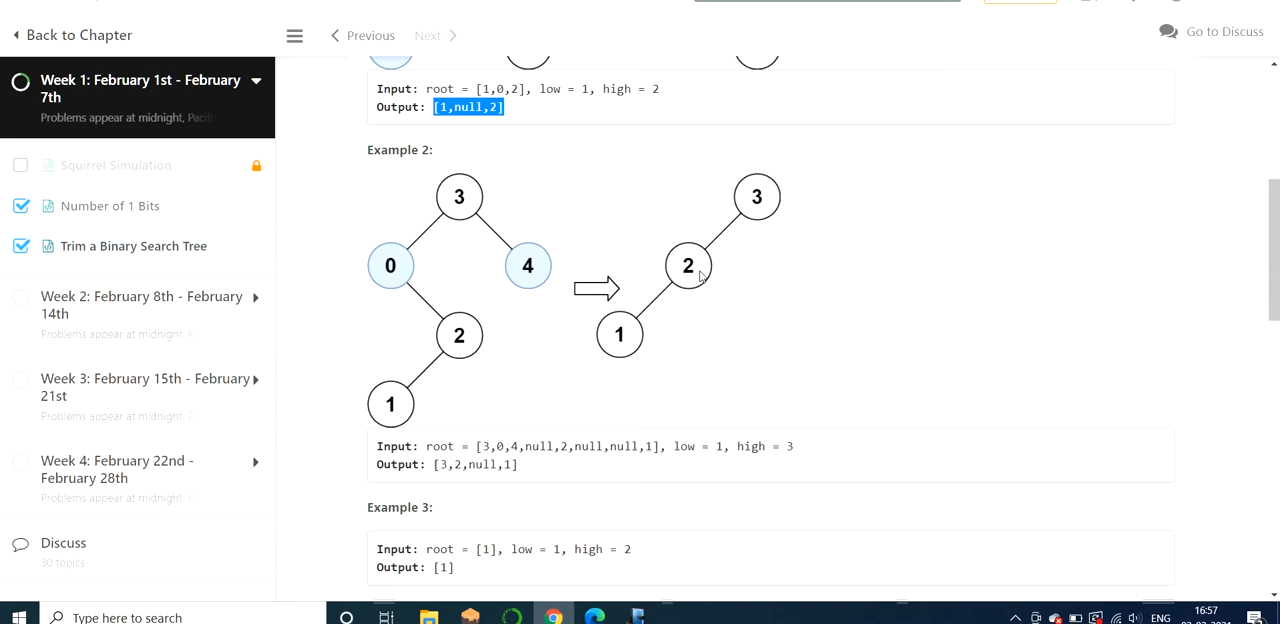 Back to Chapter
Previous
Next
Go to Discuss
Week 1: February 1st - February
7th
Problems appear at midnight, Pacifi
Squirrel Simulation
Number of 1 Bits
Trim a Binary Search Tree
Week 2: February 8th - February
14th
Problems appear at midnight,
Week 3: February 15th - February
21st
Problems appear at midnight,
Week 4: February 22nd -
February 28th
Problems appear at midnight,
Discuss
30 topics
Input: root = [1,0,2], low = 1, high = 2
Output: [1,null,2]
Example 2:
3
0
4
2
1
3
2
1
Input: root = [3,0,4,null,2,null,null,1], low = 1, high = 3
Output: [3,2,null,1]
Example 3:
Input: root = [1], low = 1, high = 2
Output: [1]
Type here to search
ENG
16:57